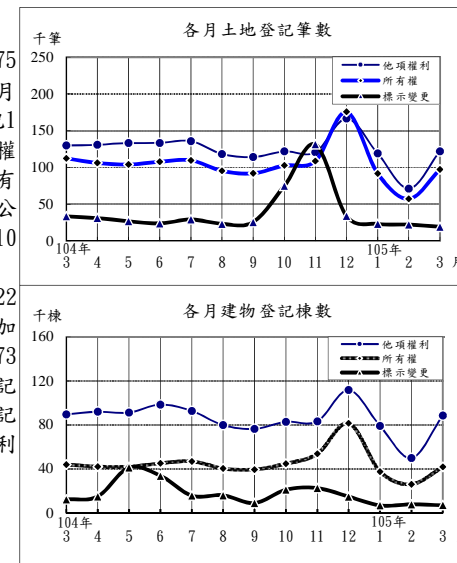 75
月
1
權
有
公
10
22
加
73
記
記
利
各月土地登記筆數
千筆
250
200
150
100
50
0
他項權利
所有權
標示變更
104年
105年
3 4 5 6 7 8 9 10 11 12 1 2 3 月
各月建物登記棟數
千棟
160
120
80
40
0
他項權利
所有權
標示變更
104年
105年
3 4 5 6 7 8 9 10 11 12 1 2 3